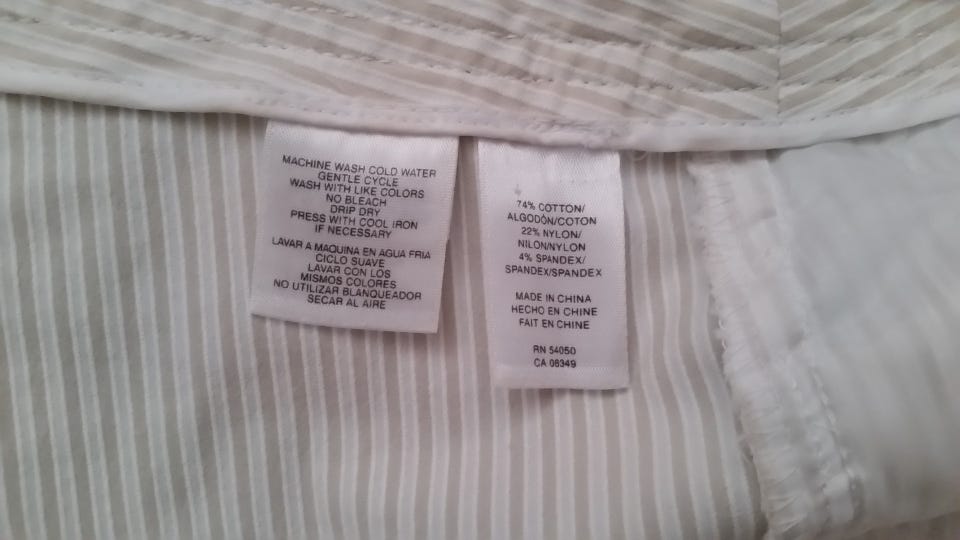 MACHINE WASH COLD WATER
GENTLE CYCLE
WASH WITH LIKE COLORS
NO BLEACH
DRIP DRY
PRESS WITH COOL IRON
IF NECESSARY
LAVAR A MAQUINA EN AGUA FRIA
CICLO SUAVE
LAVAR CON LOS
MISMOS COLORES
NO UTILIZAR BLANQUEADOR
SECAR AL AIRE
74% COTTON/
ALGODÓN/COTON
22% NYLON/
NILON/NYLON
4% SPANDEX/
SPANDEX/SPANDEX
MADE IN CHINA
HECHO EN CHINE
FAIT EN CHINE
RN 54050
CA 08349